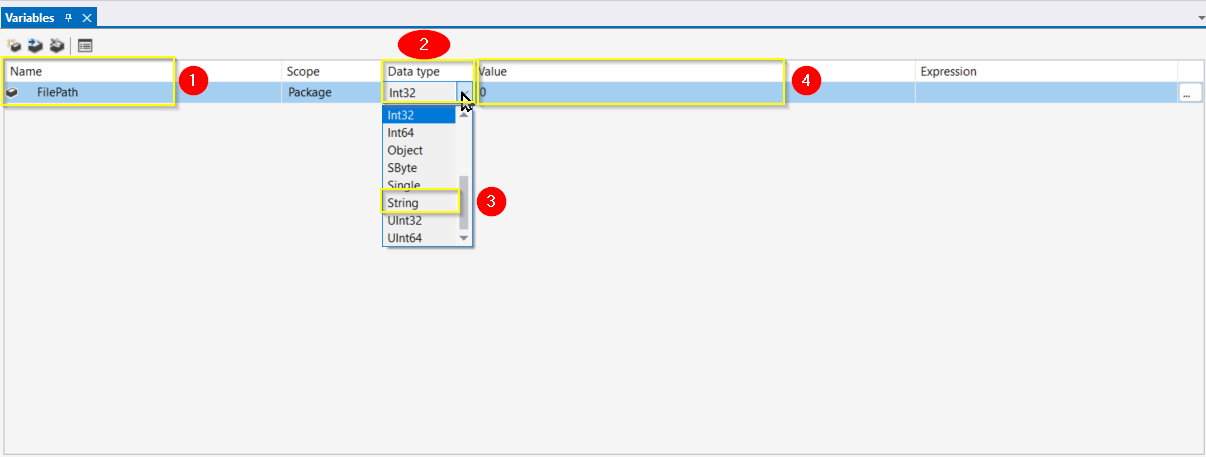 Variables
2
Name Scope Data type Value Expression
1
4
FilePath Package Int32 0 ...
Int32
Int64
Object
SByte
Single
String
3
UInt32
UInt64